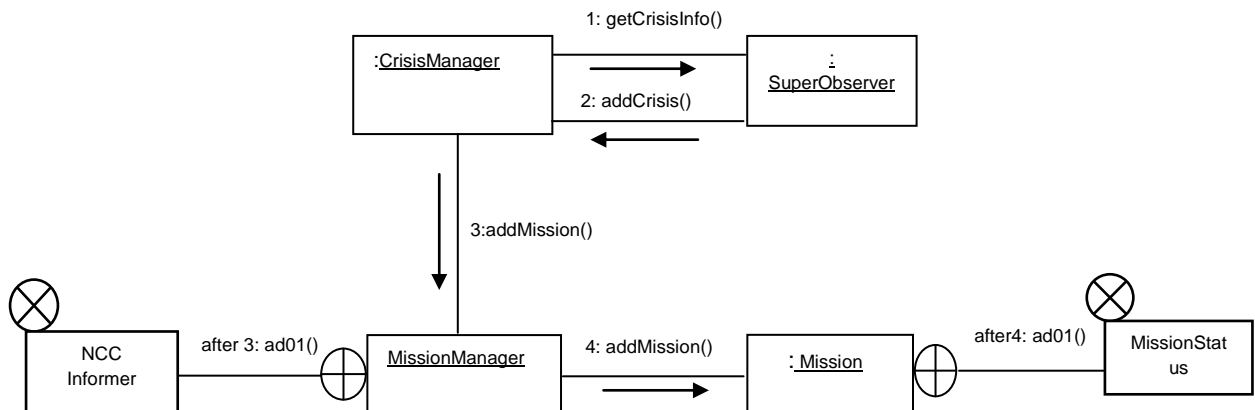 1: getCrisisInfo()
:CrisisManager
:
SuperObserver
2: addCrisis()
3:addMission()
NCC
Informer
after 3: ad01()
MissionManager
4: addMission()
: Mission
after4: ad01()
MissionStat
us